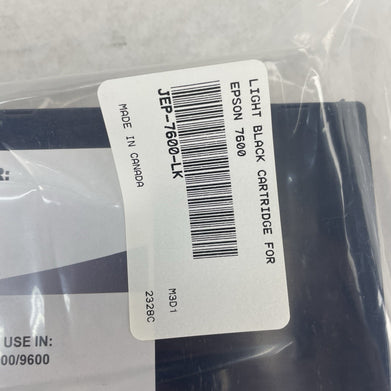 LIGHT BLACK CARTRIDGE FOR
EPSON 7600
JEP-7600-LK
MADE IN CANADA
M3D1
2328C
USE IN:
00/9600